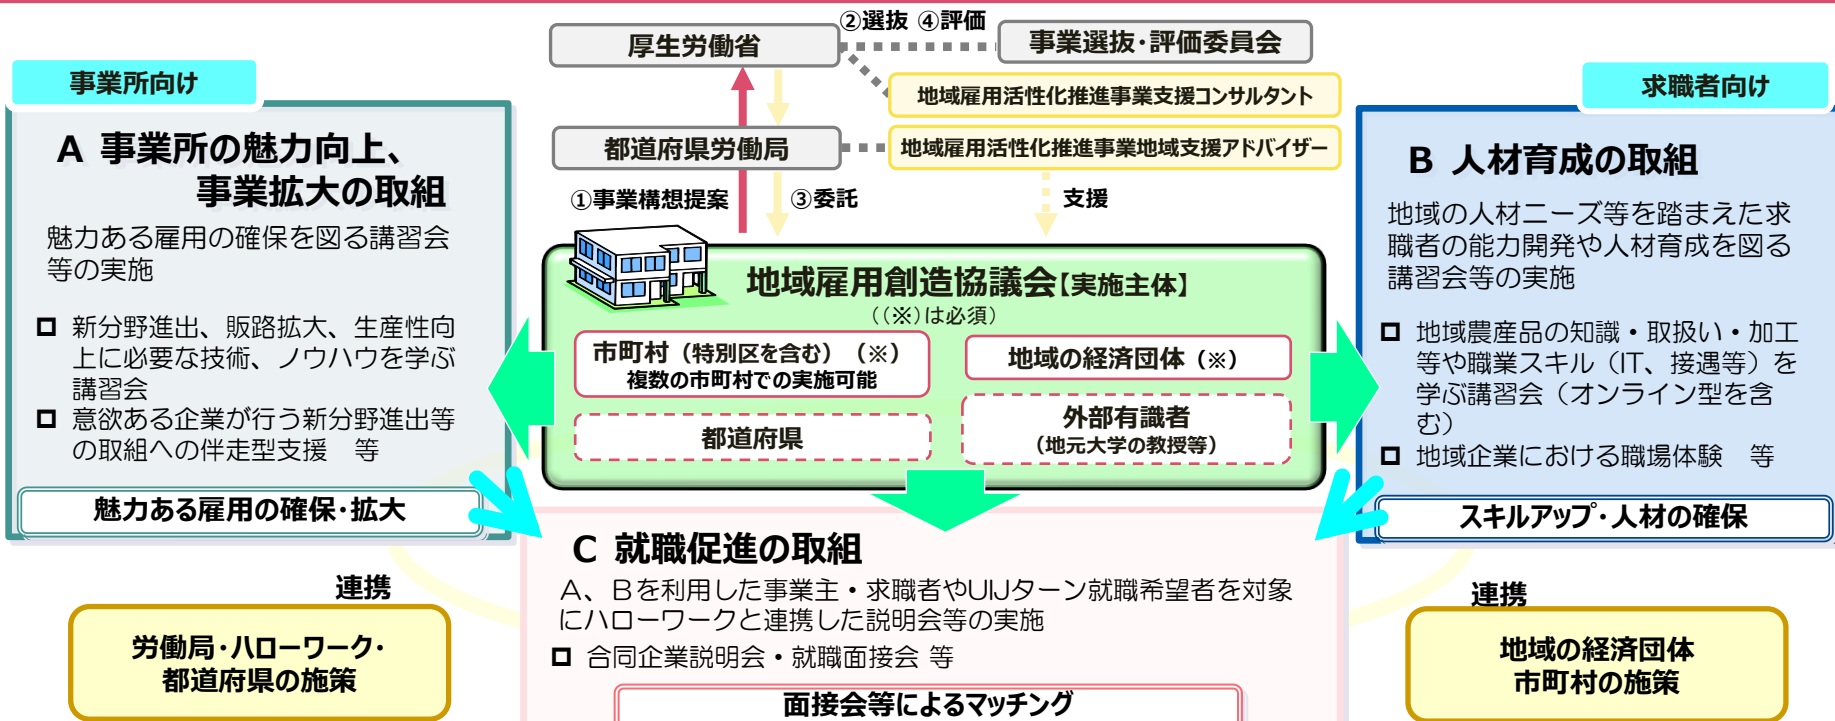 ②選抜 ④評価
厚生労働省
事業選抜・評価委員会
地域雇用活性化推進事業支援コンサルタント
都道府県労働局
地域雇用活性化推進事業地域支援アドバイザー
①事業構想提案
③委託
支援
事業所向け
A 事業所の魅力向上、
事業拡大の取組
魅力ある雇用の確保を図る講習会
等の実施
新分野進出、販路拡大、生産性向
上に必要な技術、ノウハウを学ぶ
講習会
意欲ある企業が行う新分野進出等
の取組への伴走型支援 等
魅力ある雇用の確保・拡大
地域雇用創造協議会【実施主体】
((※)は必須)
市町村(特別区を含む)(※)
複数の市町村での実施可能
地域の経済団体(※)
都道府県
外部有識者
(地元大学の教授等)
求職者向け
B 人材育成の取組
地域の人材ニーズ等を踏まえた求
職者の能力開発や人材育成を図る
講習会等の実施
地域農産品の知識・取扱い・加工
等や職業スキル(IT、接遇等)を
学ぶ講習会(オンライン型を含
む)
地域企業における職場体験 等
スキルアップ・人材の確保
C 就職促進の取組
A、Bを利用した事業主・求職者やUIJターン就職希望者を対象
にハローワークと連携した説明会等の実施
合同企業説明会・就職面接会 等
面接会等によるマッチング
連携
労働局・ハローワーク・
都道府県の施策
連携
地域の経済団体
市町村の施策